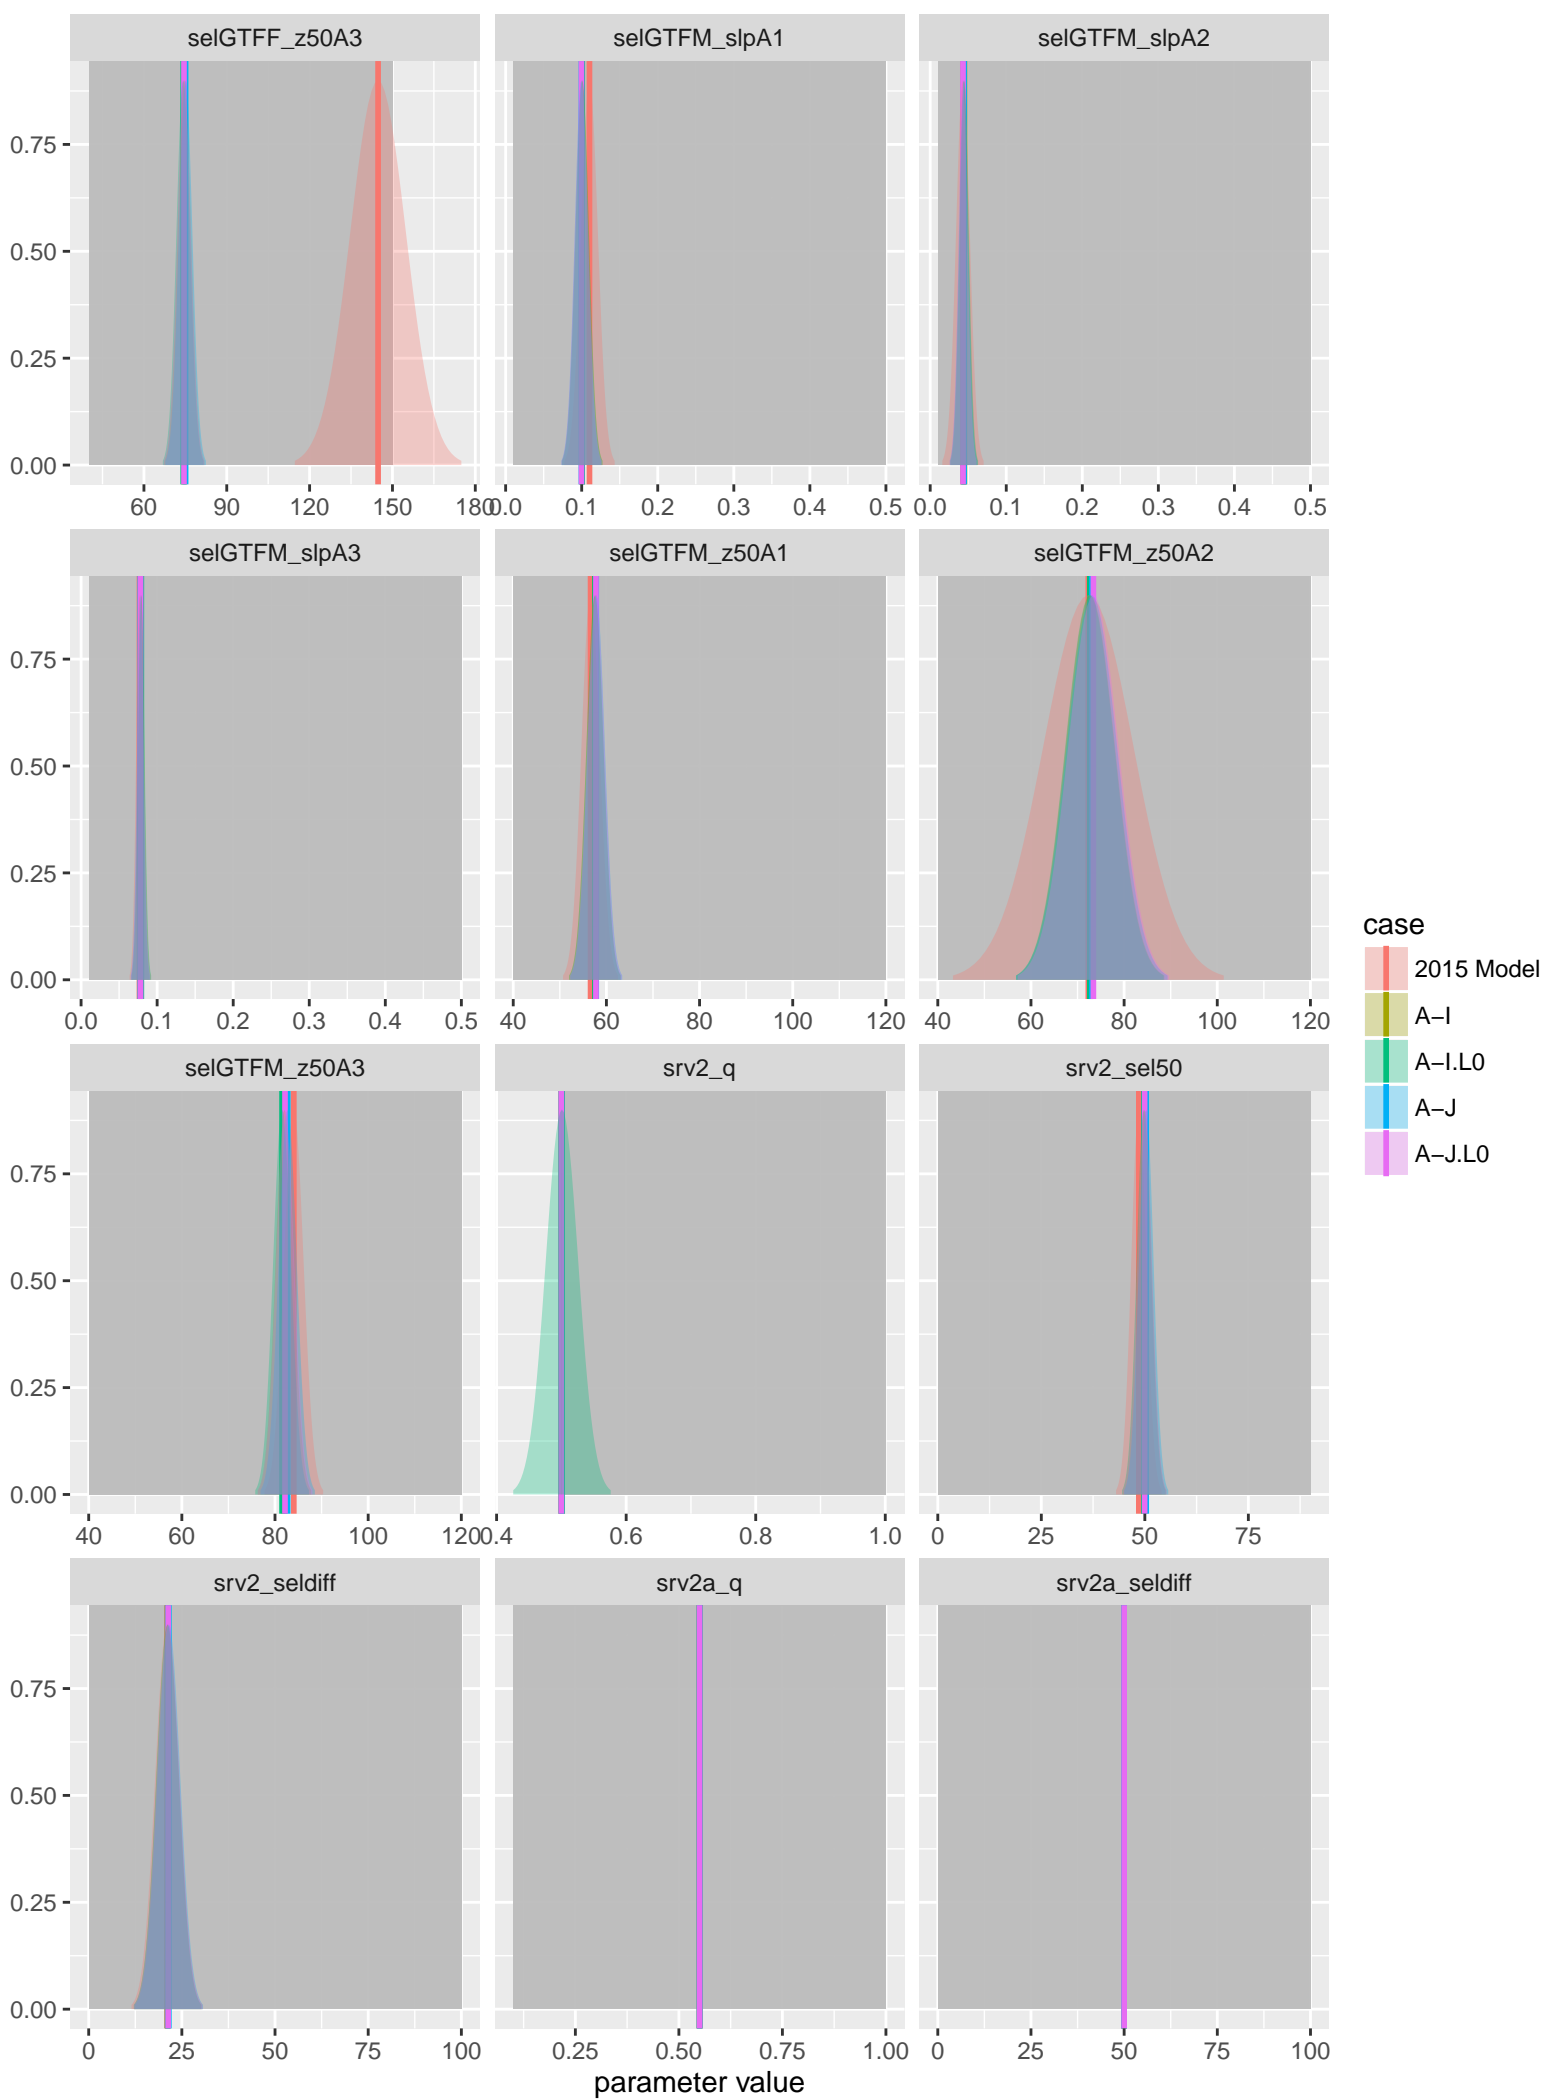 selGTFF_z50A3 selGTFM_slpA1 selGTFM_slpA2
0.75
0.50
0.25
0.00
60 90 120 150 180 0.0 0.1 0.2 0.3 0.4 0.5 0.0 0.1 0.2 0.3 0.4 0.5
selGTFM_slpA3 selGTFM_z50A1 selGTFM_z50A2
0.75
0.50
0.25
0.00
0.0 0.1 0.2 0.3 0.4 0.5 40 60 80 100 120 40 60 80 100 120
case
2015 Model
A−I
A−I.L0
A−J
A−J.L0
selGTFM_z50A3 srv2_q srv2_sel50
0.75
0.50
0.25
0.00
40 60 80 100 120 0.4 0.6 0.8 1.0 0 25 50 75
srv2_seldiff srv2a_q srv2a_seldiff
0.75
0.50
0.25
0.00
0 25 50 75 100 0.25 0.50 0.75 1.00 0 25 50 75 100
parameter value